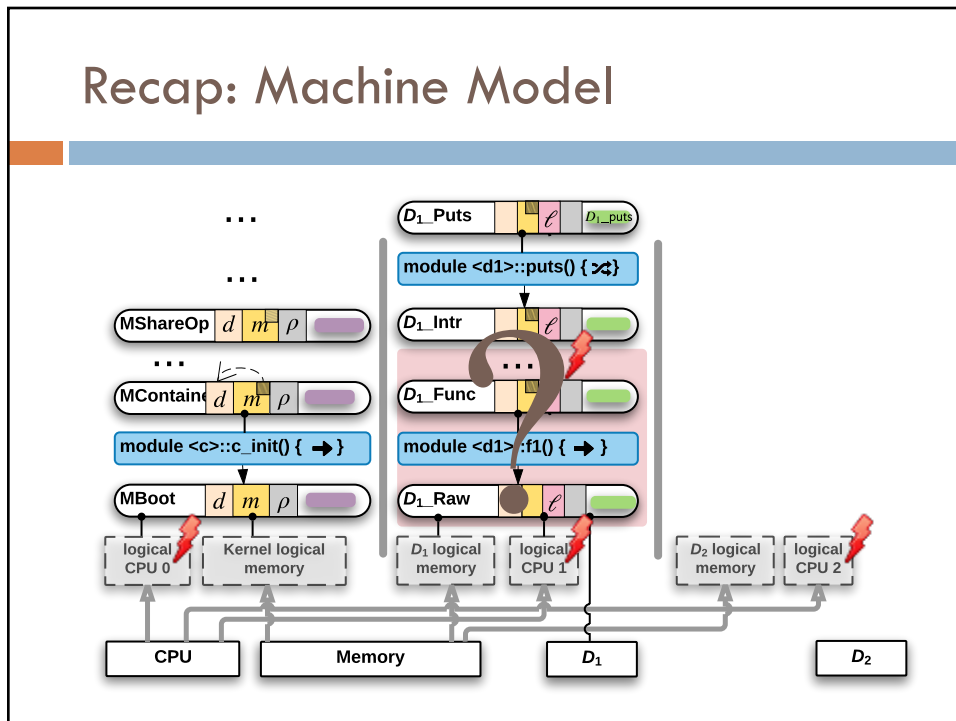 Recap: Machine Model
...
...
MShareOp d m ρ
...
MContaine d m ρ
module <c>::c_init() { → }
MBoot d m ρ
logical
CPU 0
Kernel logical
memory
D1_Puts ℓ D1_puts
module <d1>::puts() { 🔀 }
D1_Intr ℓ
?
...
D1_Func
module <d1>::f1() { → }
D1_Raw ℓ
D1 logical
memory
logical
CPU 1
D2 logical
memory
logical
CPU 2
CPU
Memory
D1
D2